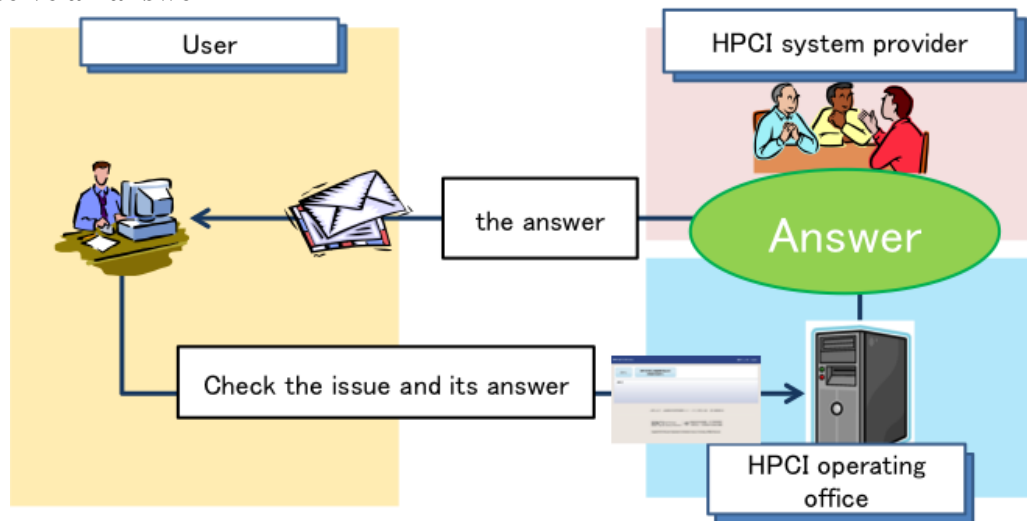 User
HPCI system provider
the answer
Answer
Check the issue and its answer
HPCI operating
office